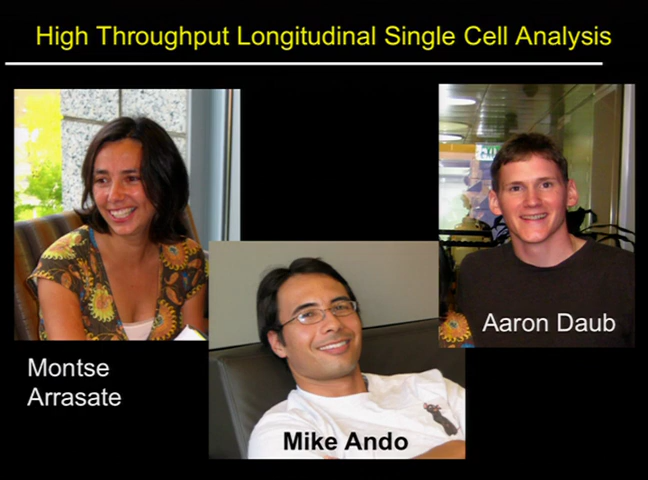 High Throughput Longitudinal Single Cell Analysis
Aaron Daub
Montse
Arrasate
Mike Ando